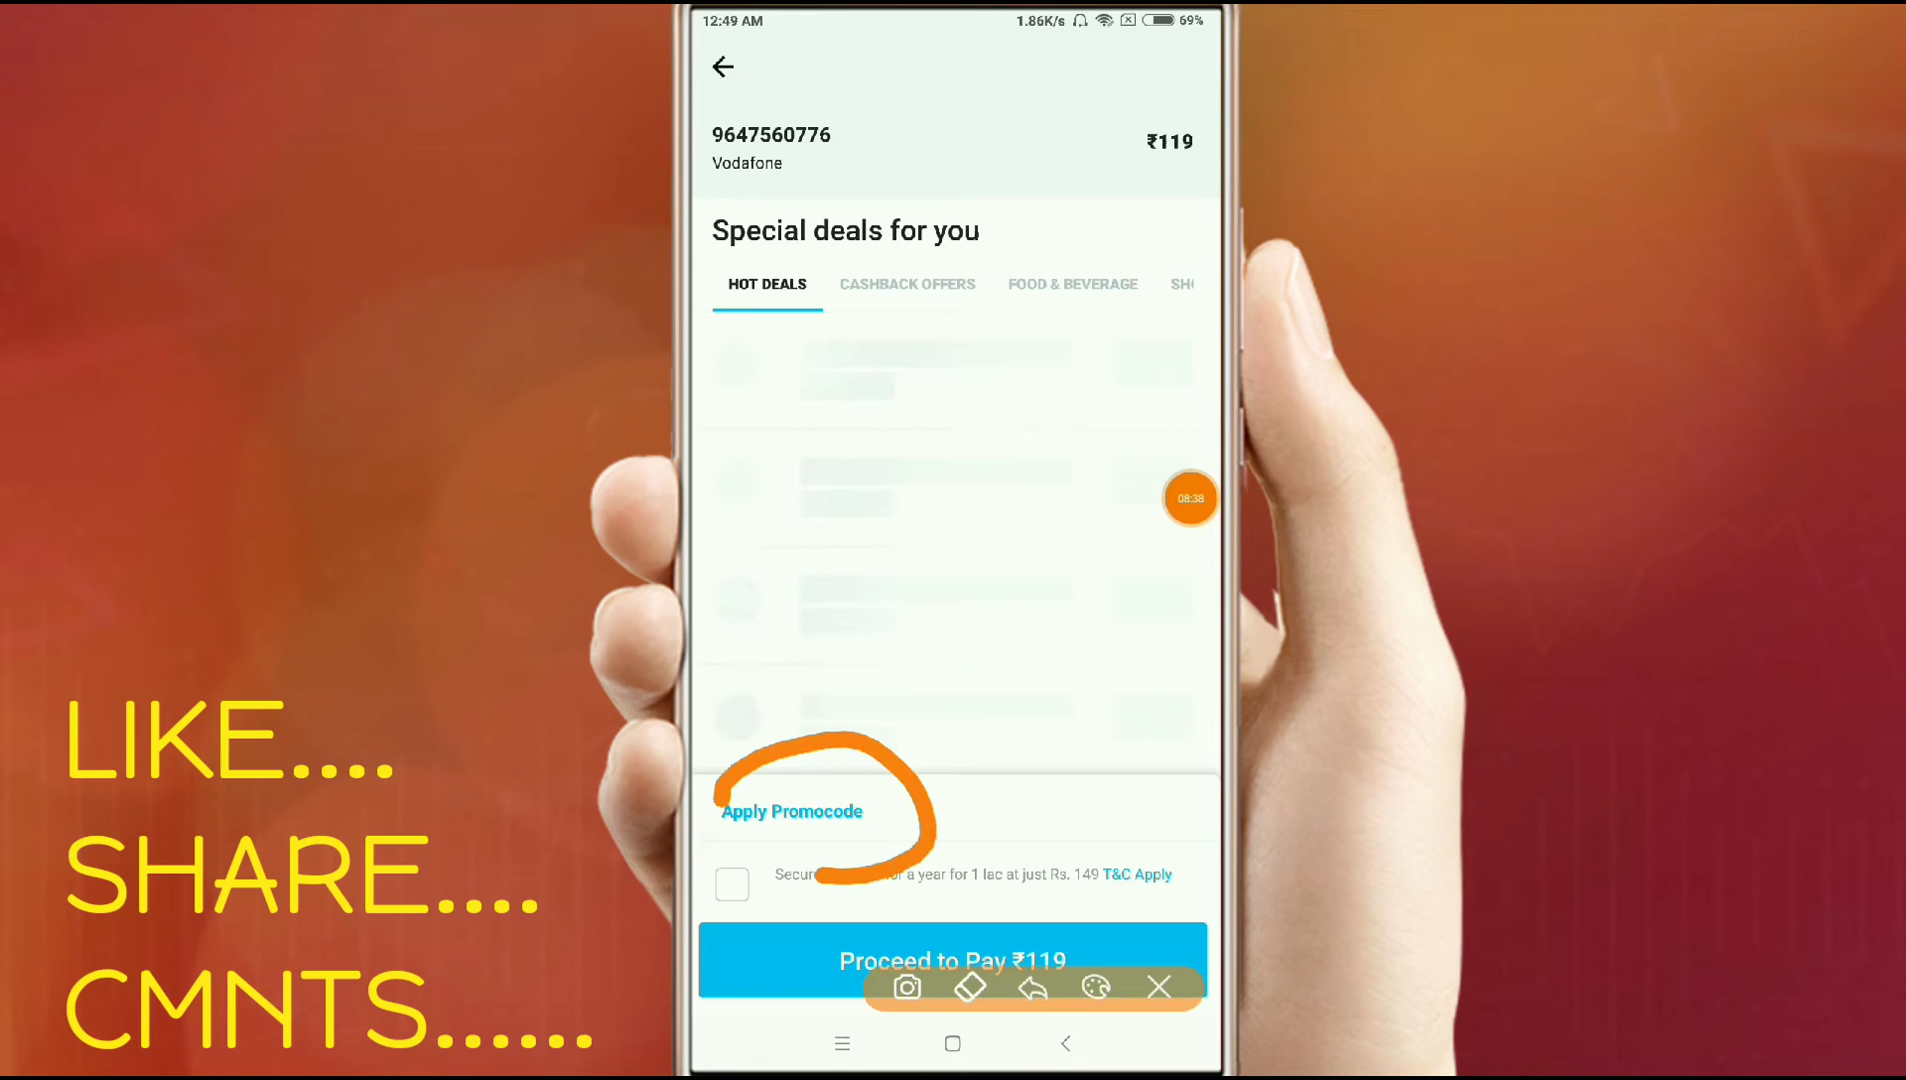 12:49 AM 1.86K/s 69%
9647560776 ₹119
Vodafone
Special deals for you
HOT DEALS CASHBACK OFFERS FOOD & BEVERAGE
08:38
Apply Promocode
Secure a year for 1 lac at just Rs. 149 T&C Apply
Proceed to Pay ₹119
LIKE....
SHARE....
CMNTS......